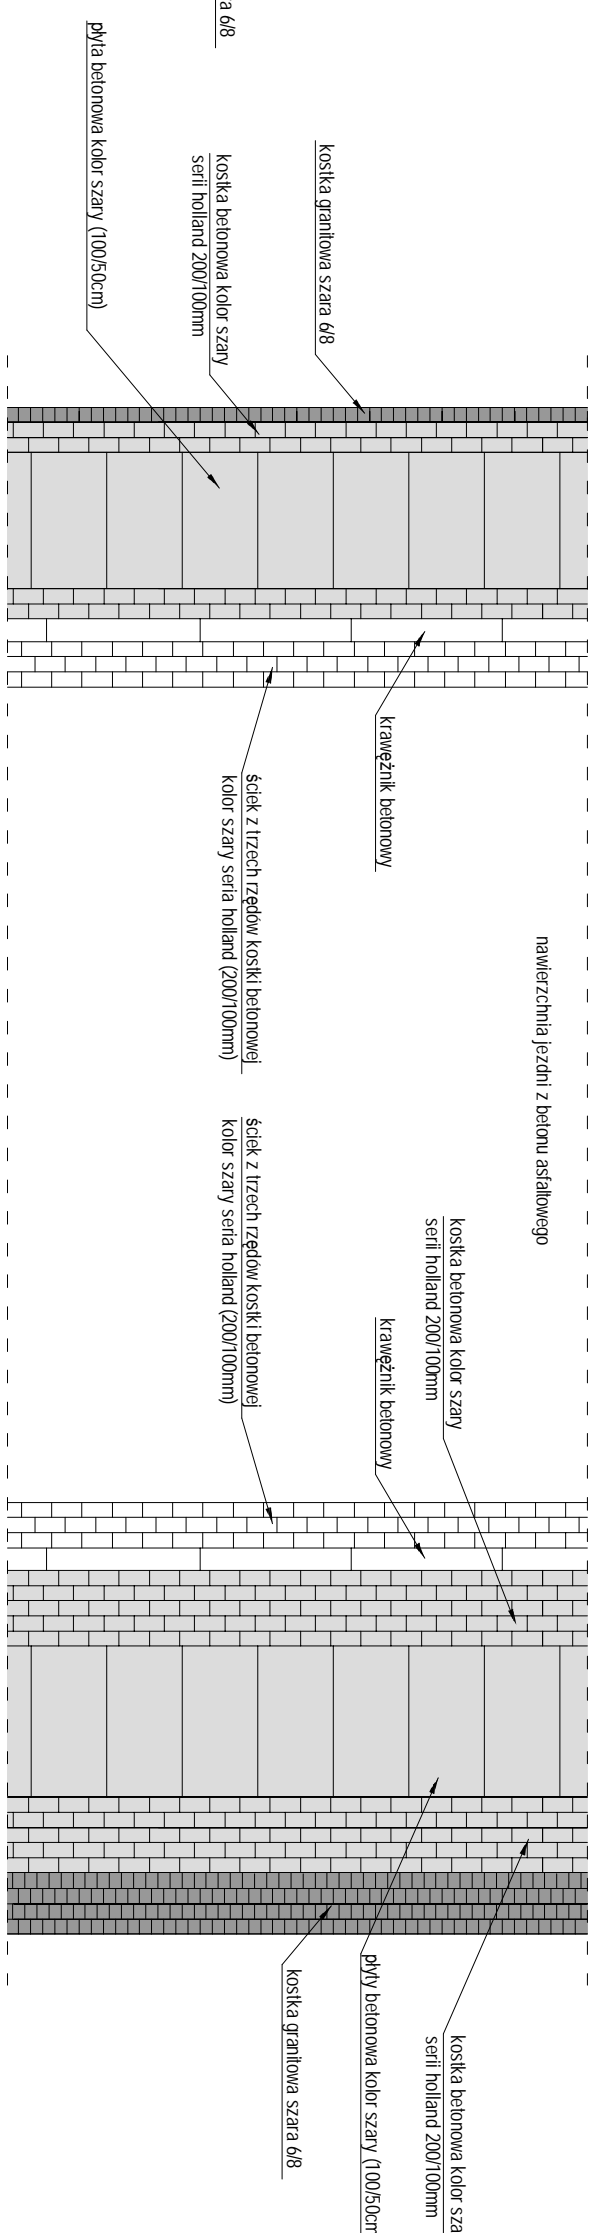 a 6/8
płyta betonowa kolor szary (100/50cm)
kostka betonowa kolor szary
serii holland 200/100mm
kostka granitowa szara 6/8
krawężnik betonowy
ściek z trzech rzędów kostki betonowej
kolor szary seria holland (200/100mm)
nawierzchnia jezdni z betonu asfaltowego
ściek z trzech rzędów kostki betonowej
kolor szary seria holland (200/100mm)
krawężnik betonowy
kostka betonowa kolor szary
serii holland 200/100mm
kostka granitowa szara 6/8
płyty betonowa kolor szary (100/50cm
kostka betonowa kolor sza
serii holland 200/100mm